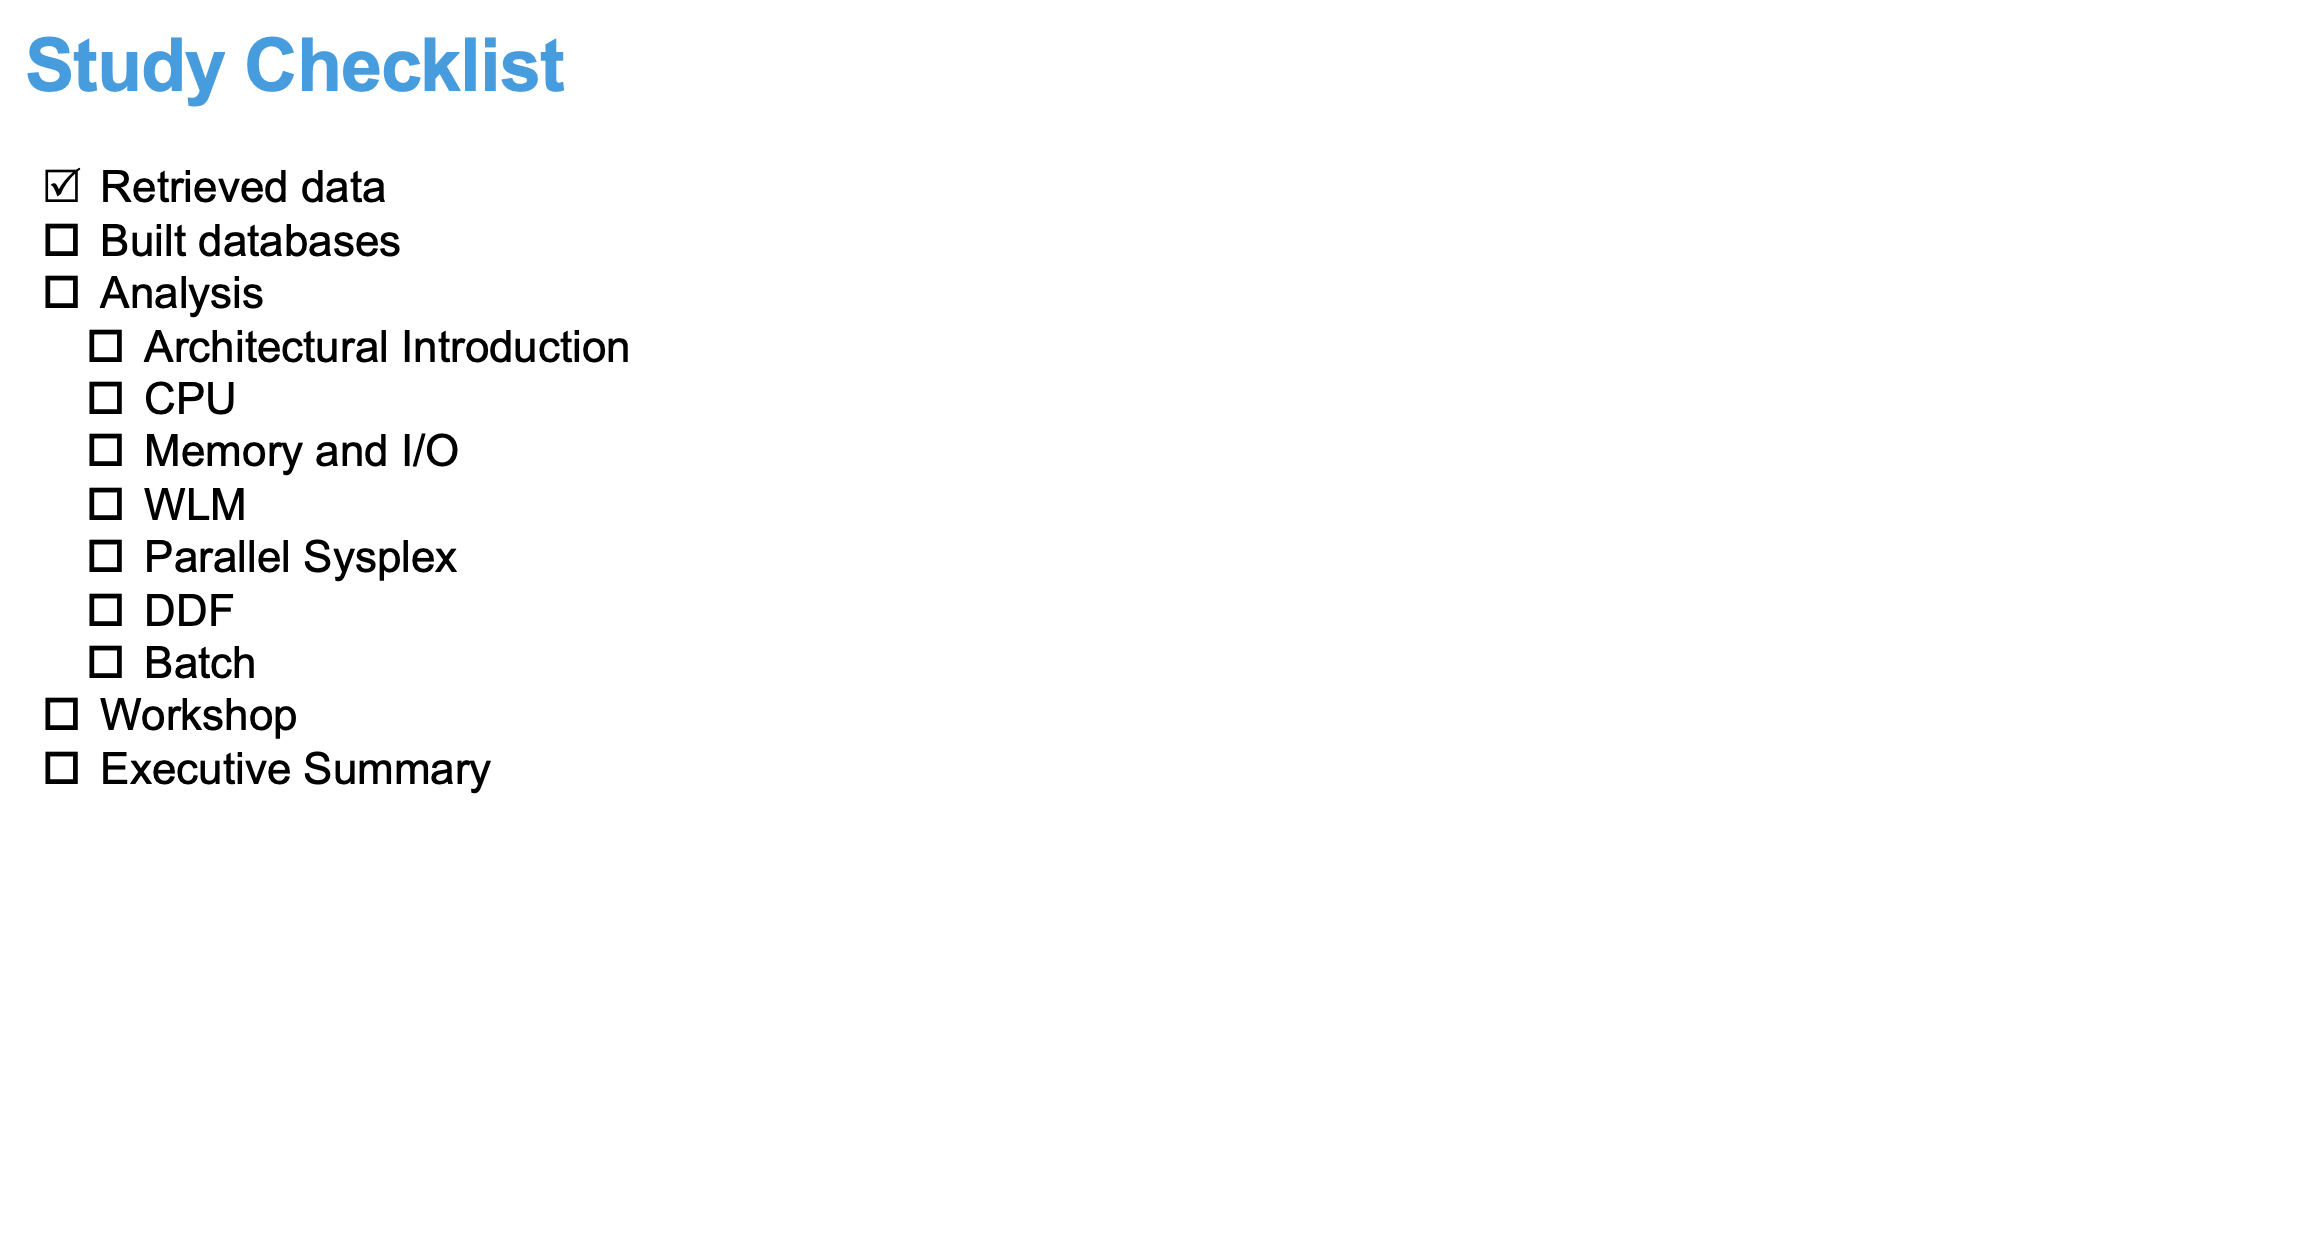 Study Checklist
☑ Retrieved data
☐ Built databases
☐ Analysis
☐ Architectural Introduction
☐ CPU
☐ Memory and I/O
☐ WLM
☐ Parallel Sysplex
☐ DDF
☐ Batch
☐ Workshop
☐ Executive Summary